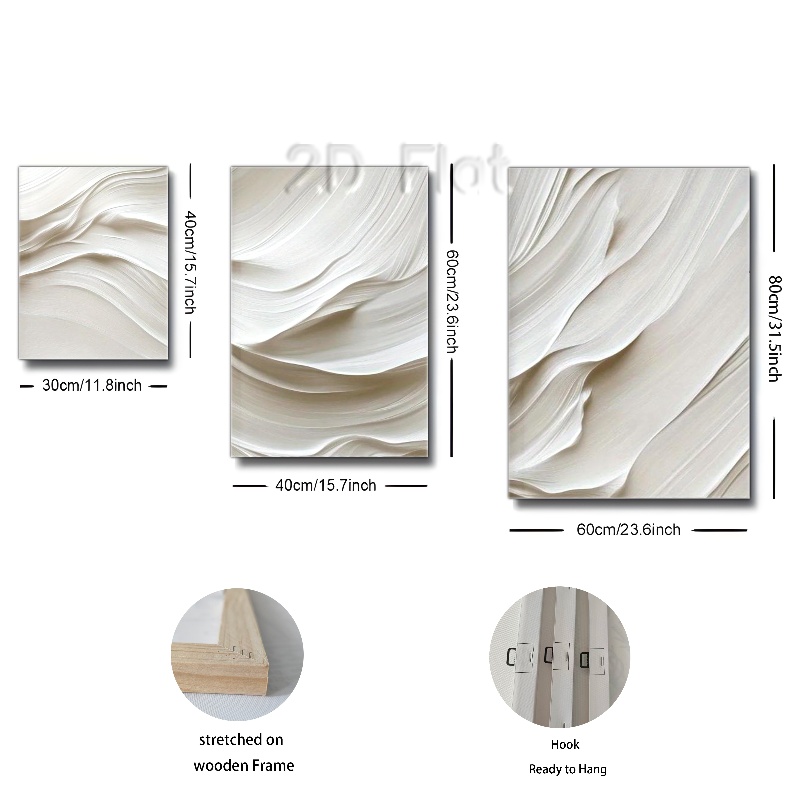 2D Flat
40cm/15.7inch
30cm/11.8inch
60cm/23.6inch
40cm/15.7inch
80cm/31.5inch
60cm/23.6inch
stretched on
wooden Frame
Hook
Ready to Hang